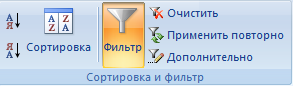 А
Я
Я
А
А Я
Я А
Сортировка
Фильтр
Очистить
Применить повторно
Дополнительно
Сортировка и фильтр